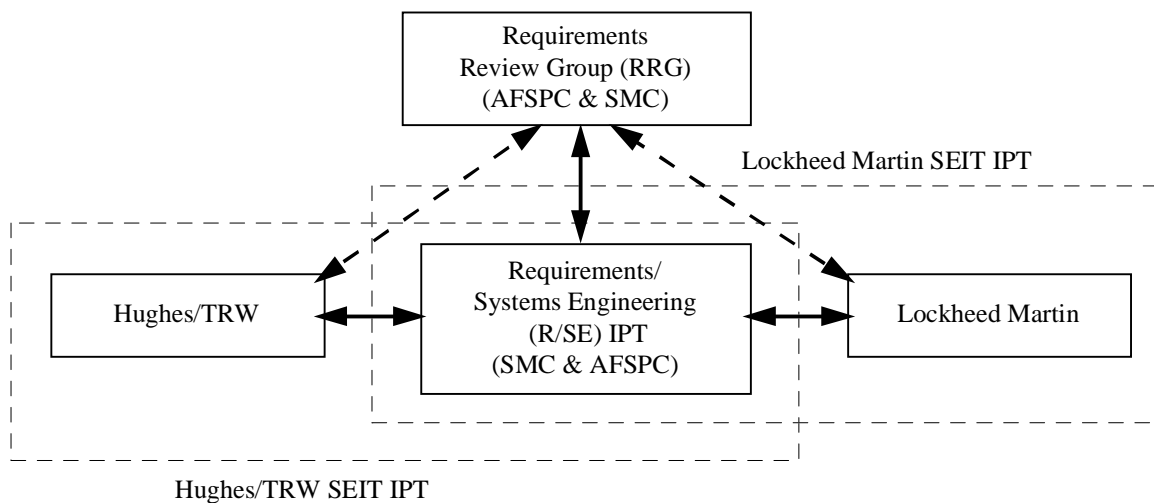 Requirements
Review Group (RRG)
(AFSPC & SMC)
Lockheed Martin SEIT IPT
Hughes/TRW
Requirements/
Systems Engineering
(R/SE) IPT
(SMC & AFSPC)
Lockheed Martin
Hughes/TRW SEIT IPT